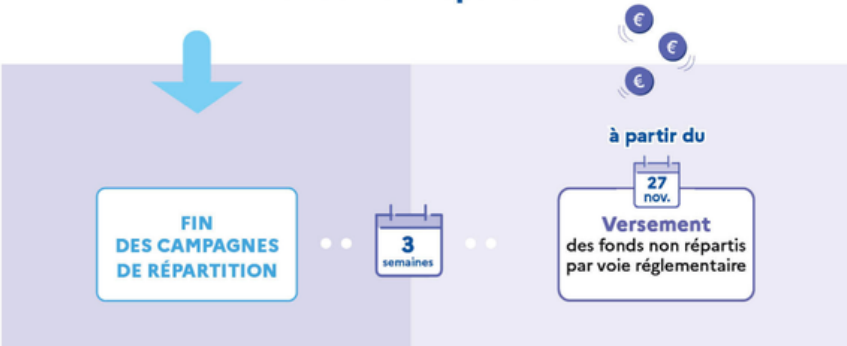 €
€
€
à partir du
27
nov.
FIN
DES CAMPAGNES
DE RÉPARTITION
3
semaines
Versement
des fonds non répartis
par voie réglementaire